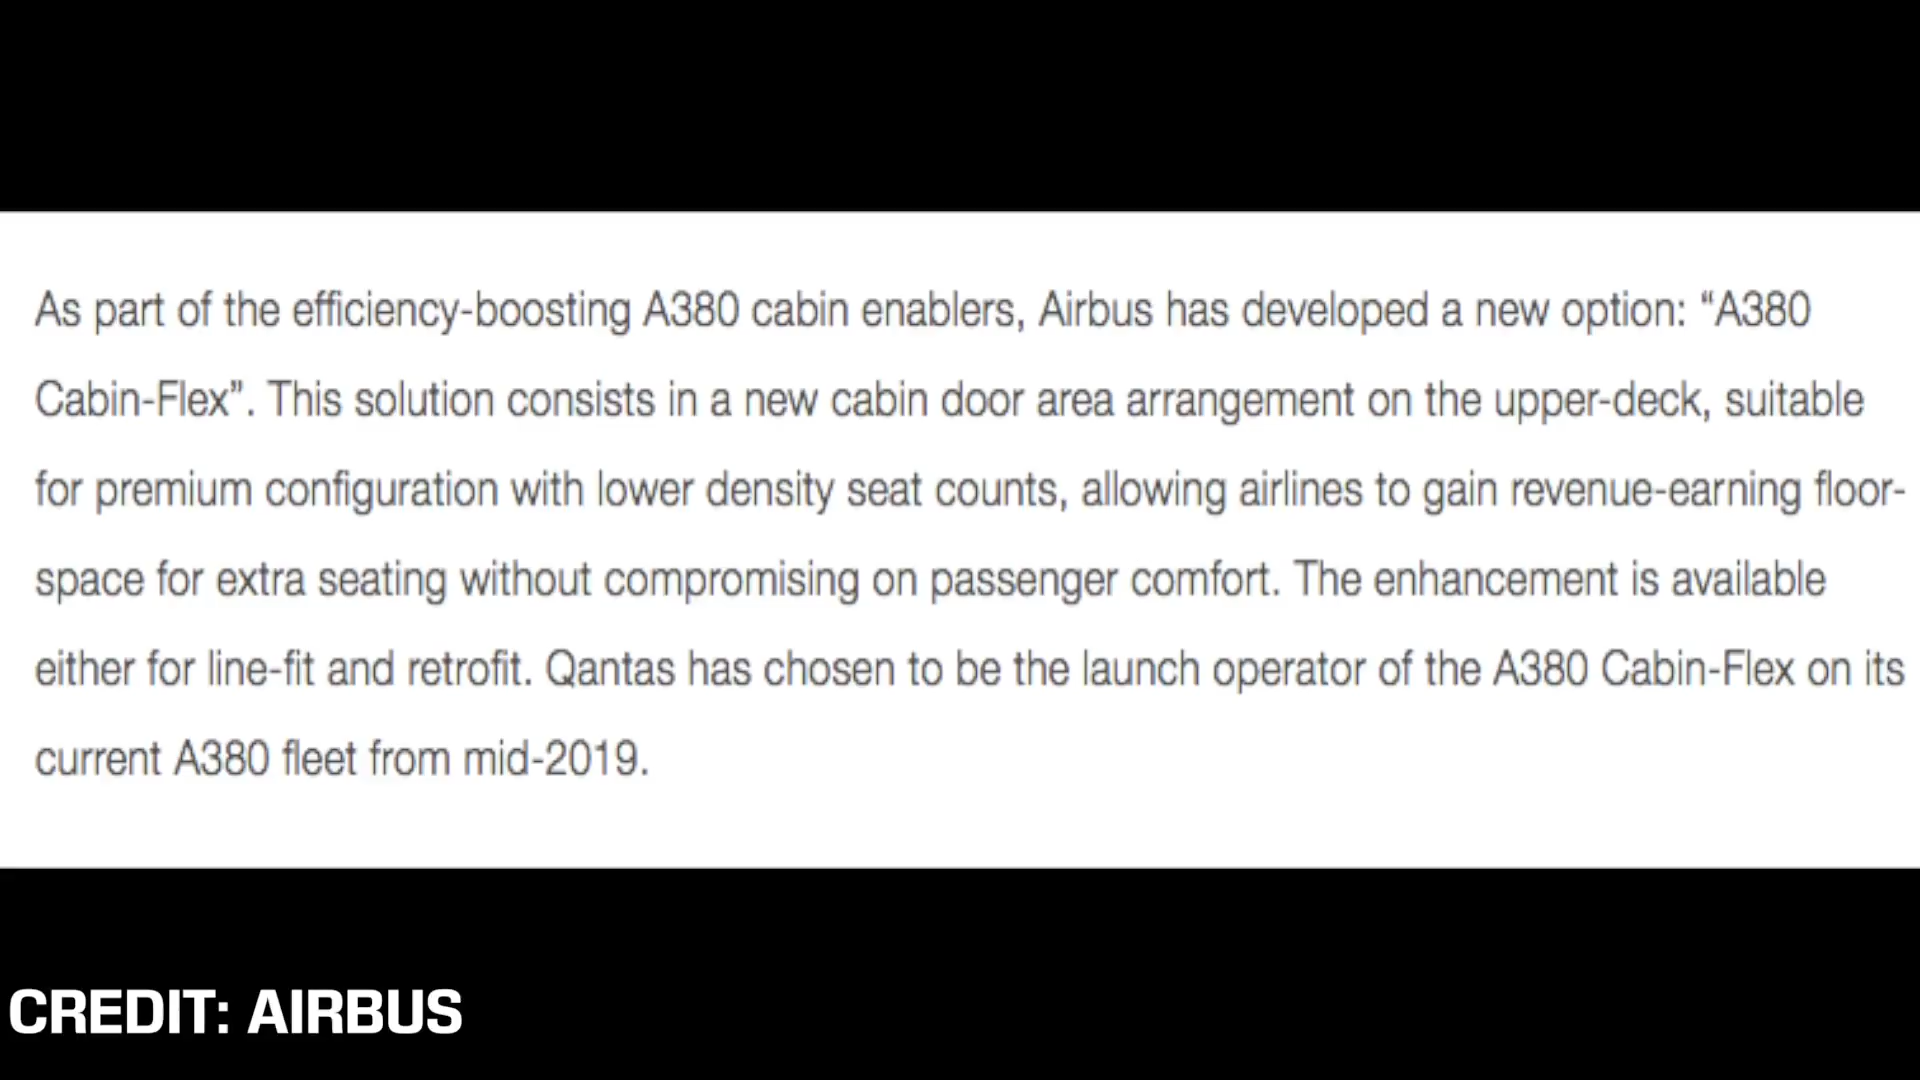 As part of the efficiency-boosting A380 cabin enablers, Airbus has developed a new option: “A380
Cabin-Flex”. This solution consists in a new cabin door area arrangement on the upper-deck, suitable
for premium configuration with lower density seat counts, allowing airlines to gain revenue-earning floor-
space for extra seating without compromising on passenger comfort. The enhancement is available
either for line-fit and retrofit. Qantas has chosen to be the launch operator of the A380 Cabin-Flex on its
current A380 fleet from mid-2019.
CREDIT: AIRBUS